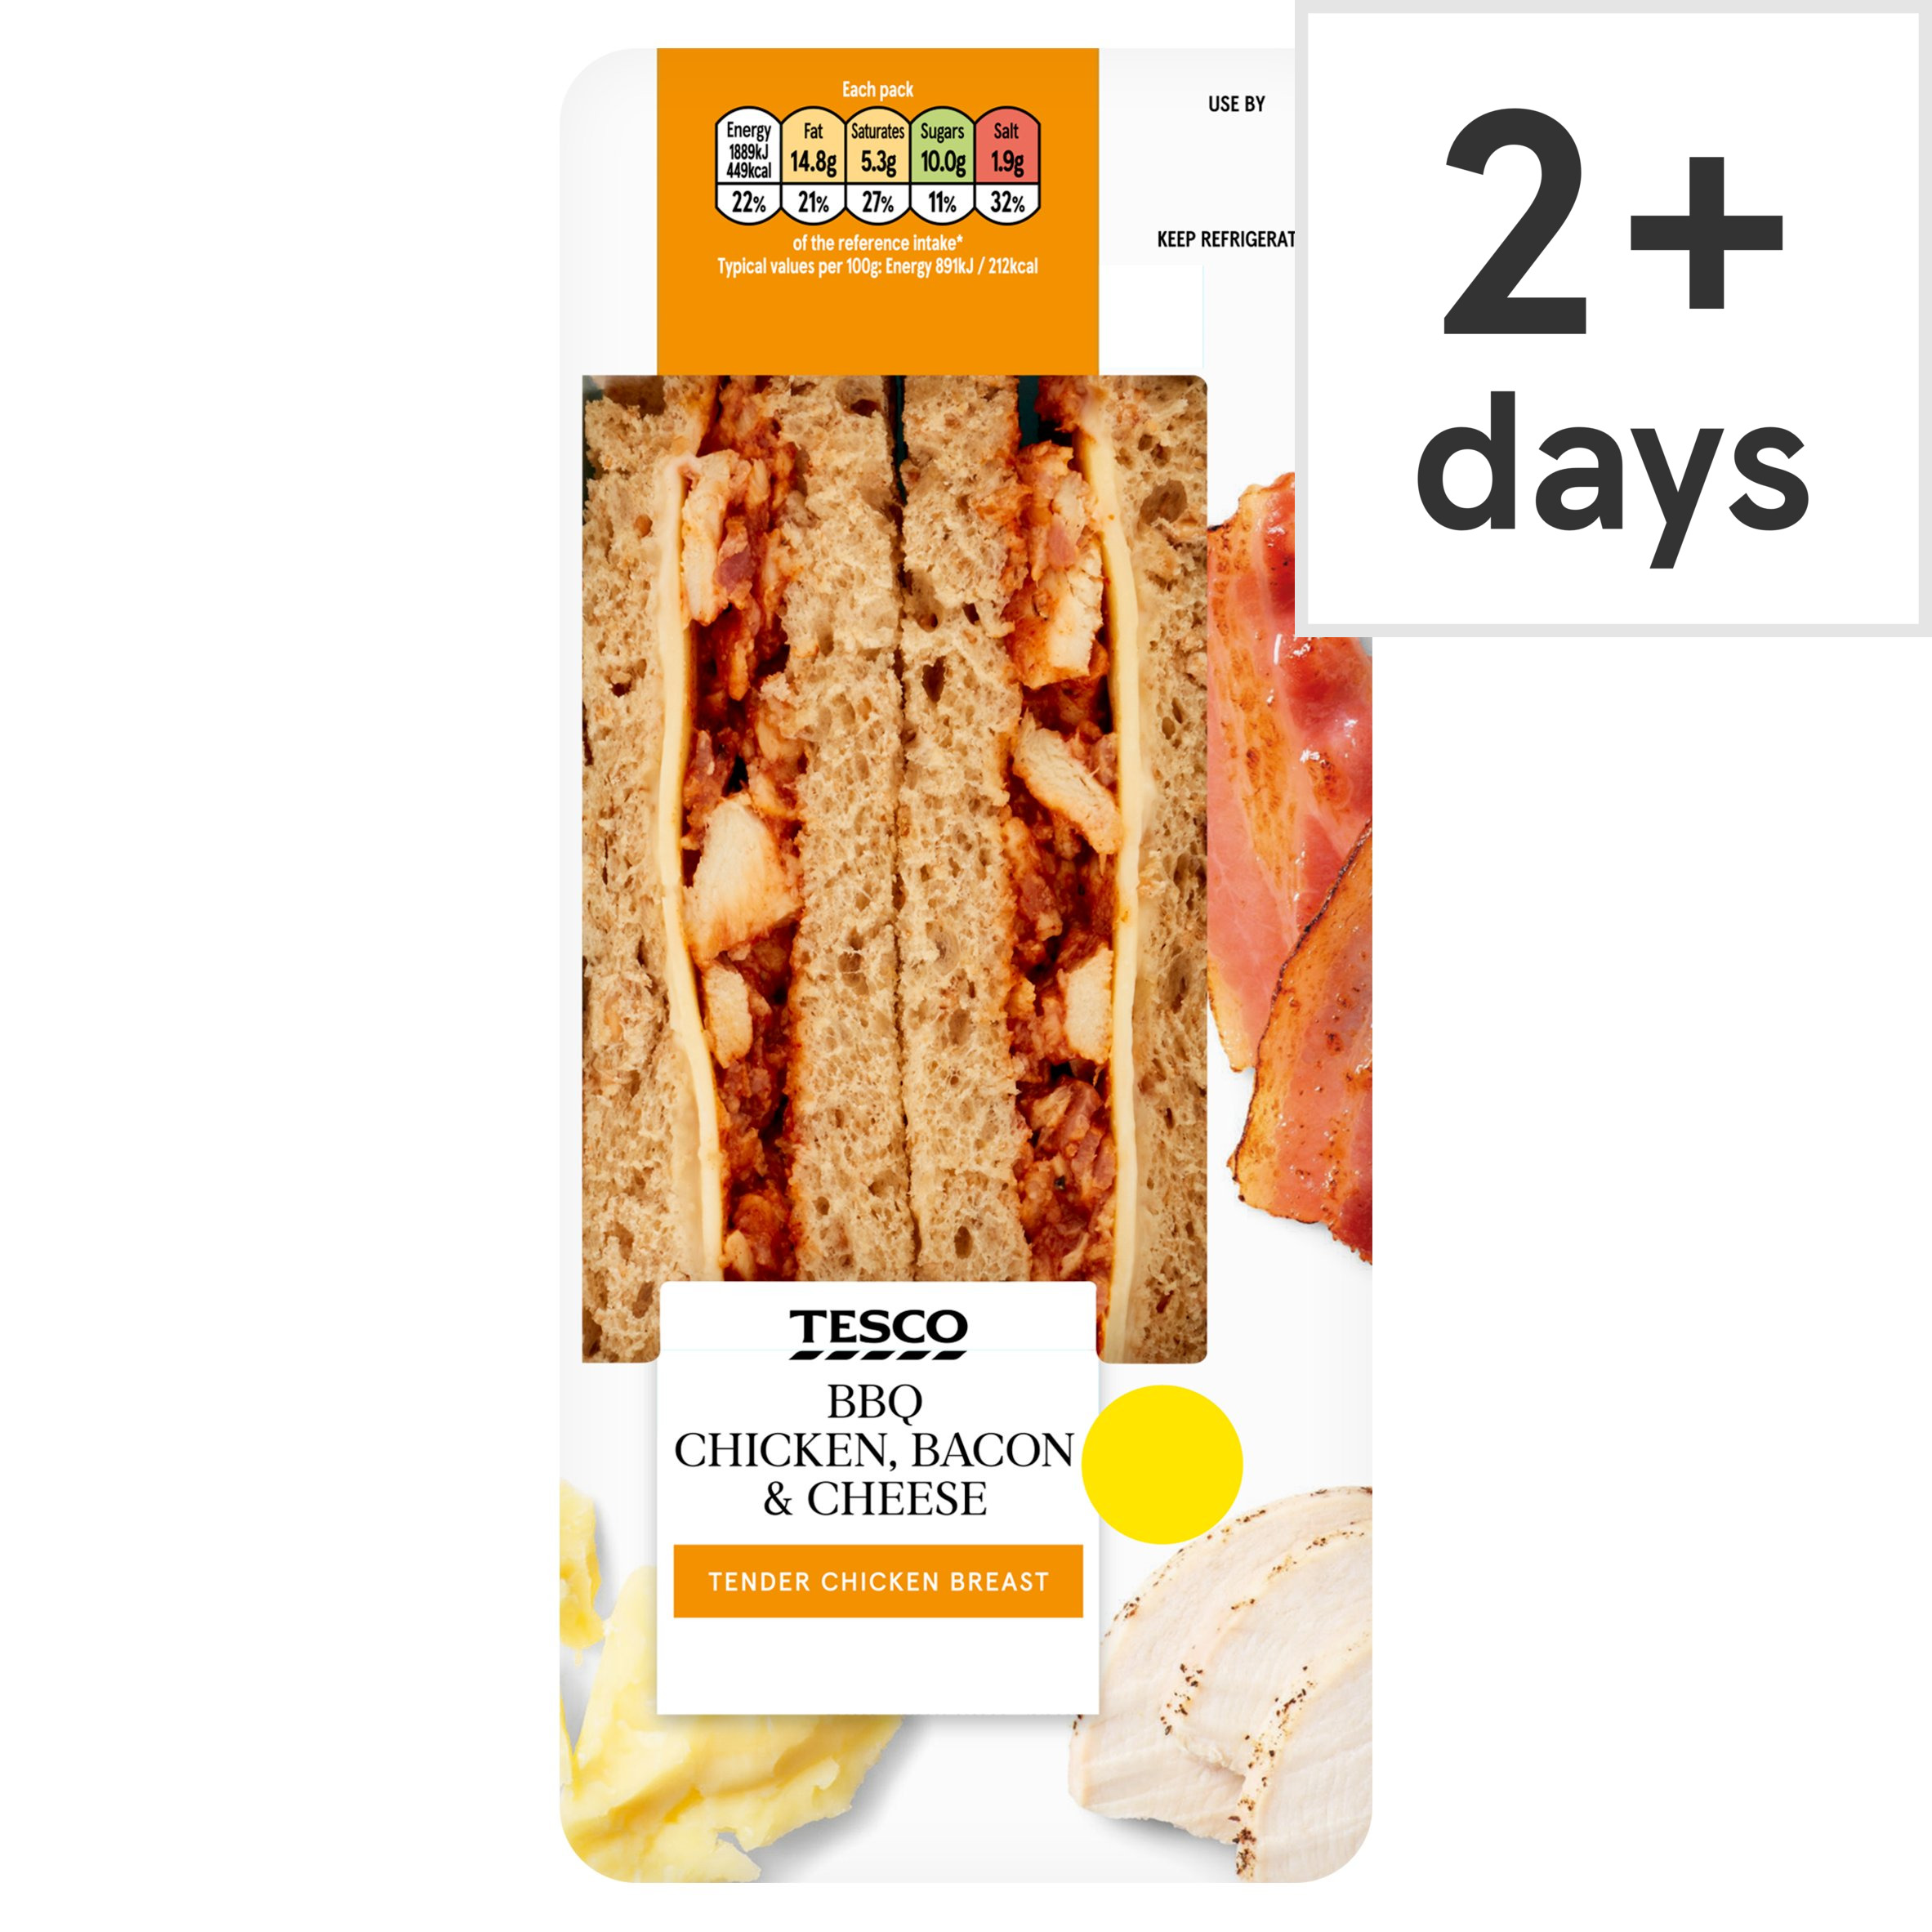 Each pack
Energy Fat Saturates Sugars Salt
1889kJ
449kcal 14.8g 5.3g 10.0g 1.9g
22% 21% 27% 11% 32%
of the reference intake*
Typical values per 100g: Energy 891kJ / 212kcal
USE BY
KEEP REFRIGERAT
2+
days
TESCO
BBQ
CHICKEN, BACON
& CHEESE
TENDER CHICKEN BREAST